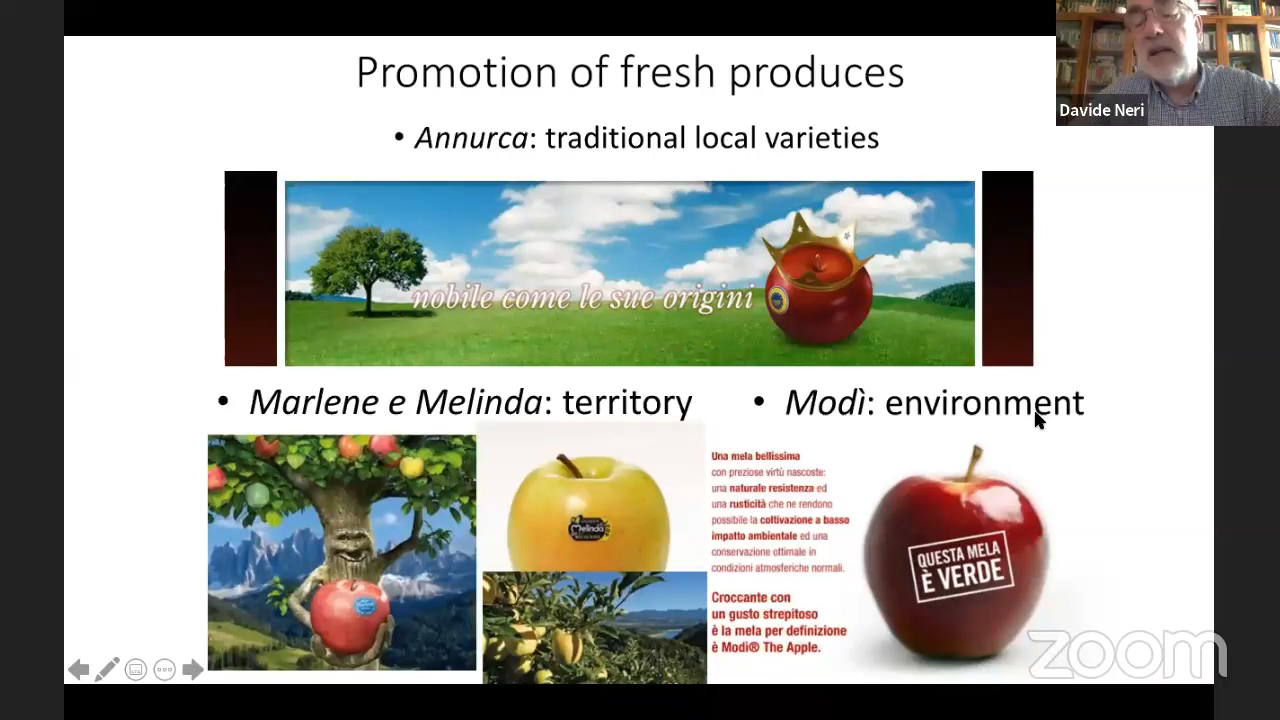 Promotion of fresh produces
Davide Neri
• Annurca: traditional local varieties
nobile come le sue origini
• Marlene e Melinda: territory
• Modì: environment
Melinda
Una mela bellissima
con preziose virtù nascoste:
una naturale resistenza ed
una rusticità che ne rendono
possibile la coltivazione a basso
impatto ambientale ed una
conservazione ottimale in
condizioni atmosferiche normali.
Croccante con
un gusto strepitoso
è la mela per definizione
è Modì® The Apple.
QUESTA MELA
È VERDE
zoom